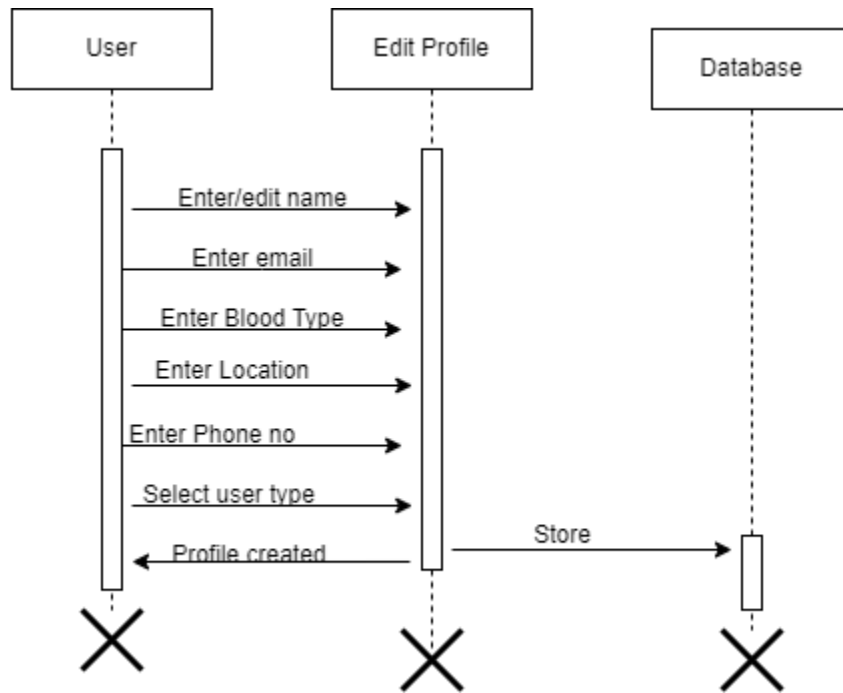 User
Edit Profile
Database
Enter/edit name
Enter email
Enter Blood Type
Enter Location
Enter Phone no
Select user type
Store
Profile created